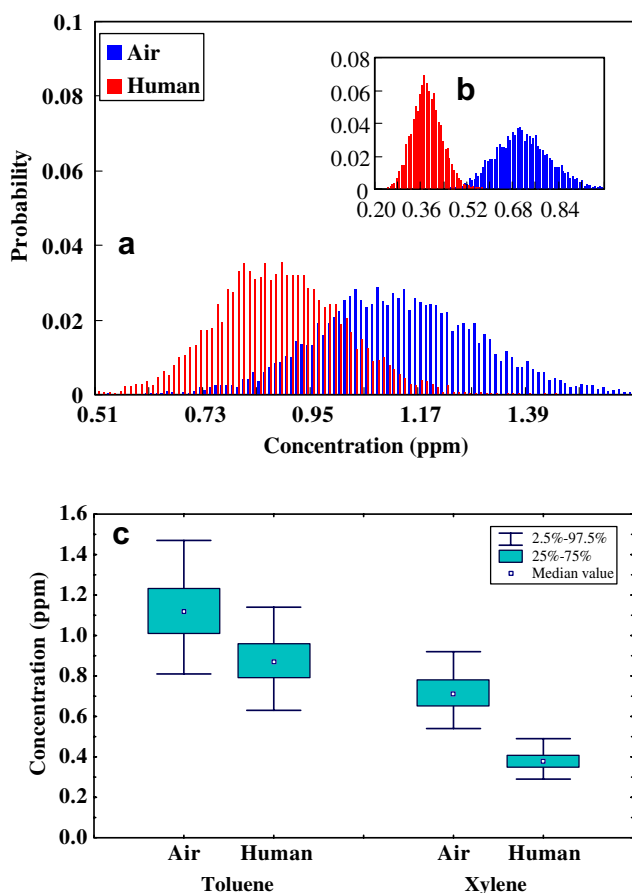 0.1
0.08
0.06
0.04
0.02
0
Probability
Air
Human
a
b
0.08
0.06
0.04
0.02
0
0.20 0.36 0.52 0.68 0.84
0.51 0.73 0.95 1.17 1.39
Concentration (ppm)
c
1.6
1.4
1.2
1.0
0.8
0.6
0.4
0.2
0.0
Concentration (ppm)
2.5%-97.5%
25%-75%
Median value
Air Human Air Human
Toluene Xylene